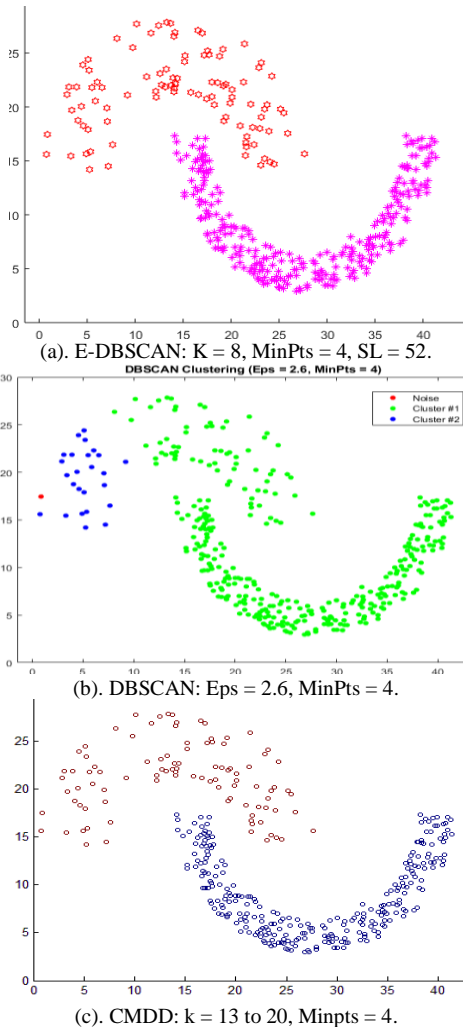 25
20
15
10
5
0
0 5 10 15 20 25 30 35 40
(a). E-DBSCAN: K = 8, MinPts = 4, SL = 52.
DBSCAN Clustering (Eps = 2.6, MinPts = 4)
30
Noise
Cluster #1
Cluster #2
25
20
15
10
5
0
0 5 10 15 20 25 30 35 40
(b). DBSCAN: Eps = 2.6, MinPts = 4.
25
20
15
10
5
0
0 5 10 15 20 25 30 35 40
(c). CMDD: k = 13 to 20, Minpts = 4.